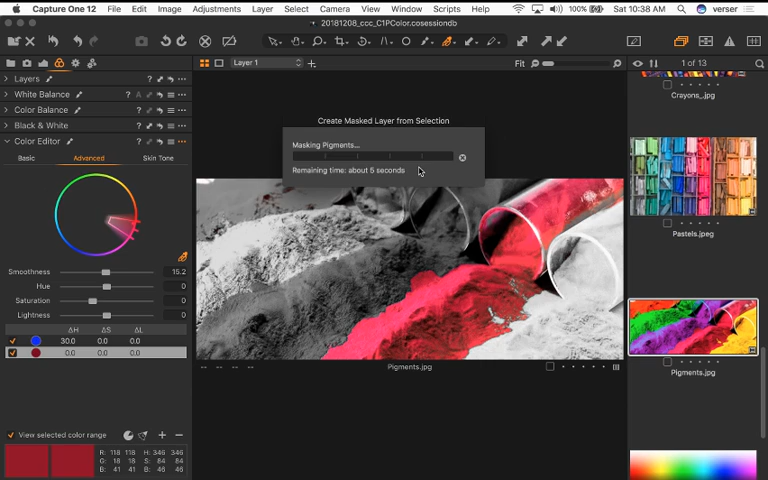 Capture One 12 File Edit View Adjustments Layer Select Camera Image Window Scripts Help 100% Sat 10:38 AM verser
20181208_ccc_C1PColor.cosessiondb
Layer 1 Fit 1 of 13
Layers ?
White Balance A ?
Color Balance ?
Black & White ?
Color Editor ?
Basic Advanced Skin Tone
Smoothness 15.2
Hue 0
Saturation 0
Lightness 0
ΔH ΔS ΔL
30.0 0.0 0.0
0.0 0.0 0.0
View selected color range
R: 118 118 H: 346 346
G: 18 18 S: 84 84
B: 41 41 B: 46 46
Create Masked Layer from Selection
Masking Pigments...
Remaining time: about 5 seconds
Pigments.jpg
Crayons_.jpg
Pastels.jpeg
Pigments.jpg